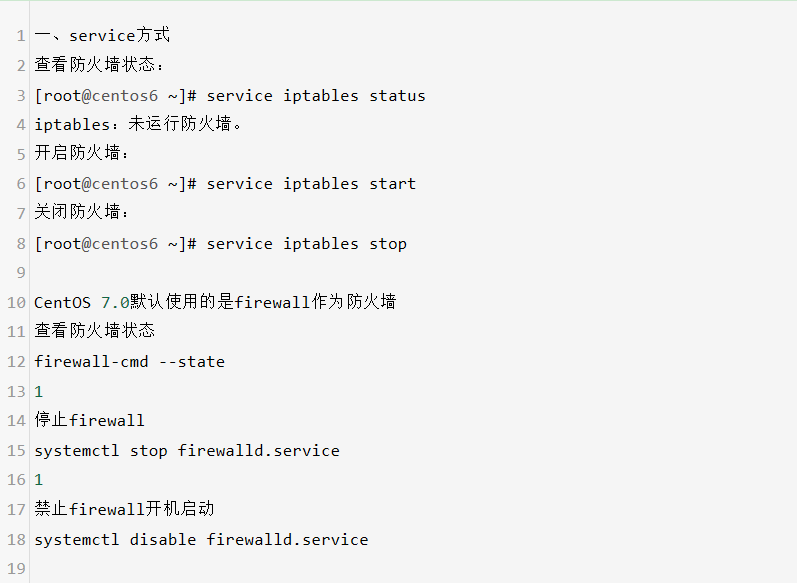 1 一、service方式
2 查看防火墙状态：
3 [root@centos6 ~]# service iptables status
4 iptables：未运行防火墙。
5 开启防火墙：
6 [root@centos6 ~]# service iptables start
7 关闭防火墙：
8 [root@centos6 ~]# service iptables stop
9
10 CentOS 7.0默认使用的是firewall作为防火墙
11 查看防火墙状态
12 firewall-cmd --state
13 1
14 停止firewall
15 systemctl stop firewalld.service
16 1
17 禁止firewall开机启动
18 systemctl disable firewalld.service
19